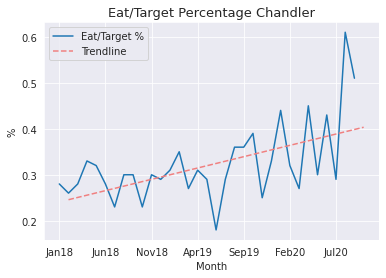 Eat/Target Percentage Chandler
Eat/Target %
Trendline
%
0.6
0.5
0.4
0.3
0.2
Jan18 Jun18 Nov18 Apr19 Sep19 Feb20 Jul20
Month